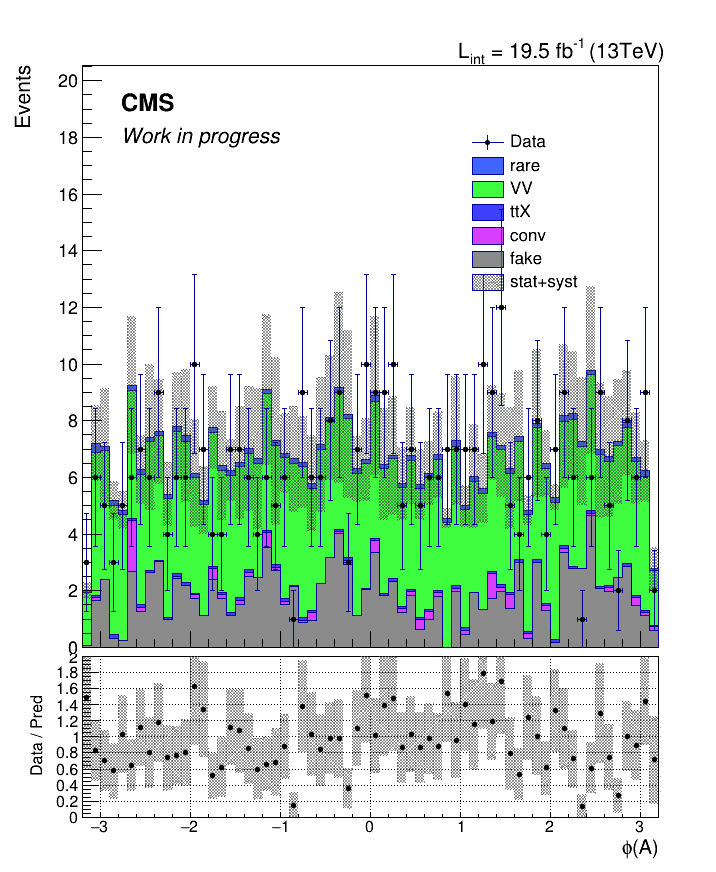 L_int = 19.5 fb^-1 (13TeV)
Events
CMS
Work in progress
Data
rare
VV
ttX
conv
fake
stat+syst
20
18
16
14
12
10
8
6
4
2
0
Data / Pred
2
1.8
1.6
1.4
1.2
1
0.8
0.6
0.4
0.2
0
−3 −2 −1 0 1 2 3
ϕ(A)